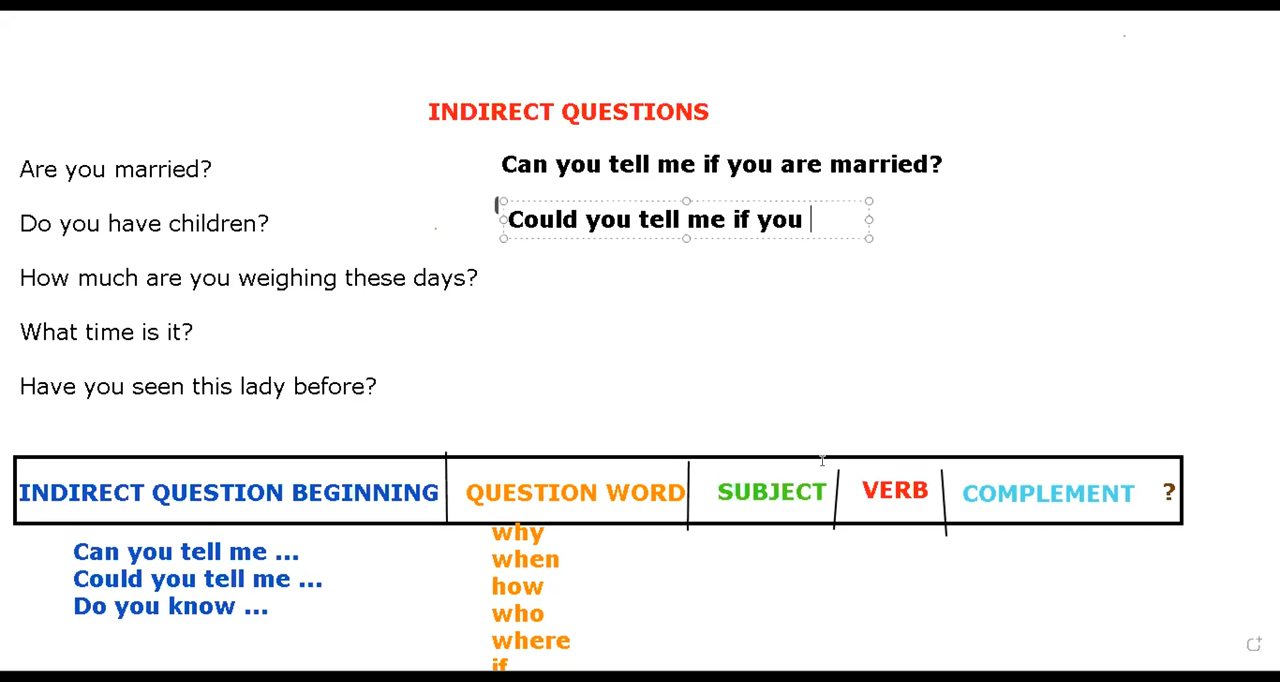 INDIRECT QUESTIONS
Are you married?
Can you tell me if you are married?
Do you have children?
Could you tell me if you
How much are you weighing these days?
What time is it?
Have you seen this lady before?
INDIRECT QUESTION BEGINNING QUESTION WORD SUBJECT VERB COMPLEMENT ?
Can you tell me ...
Could you tell me ...
Do you know ...
why
when
how
who
where
if